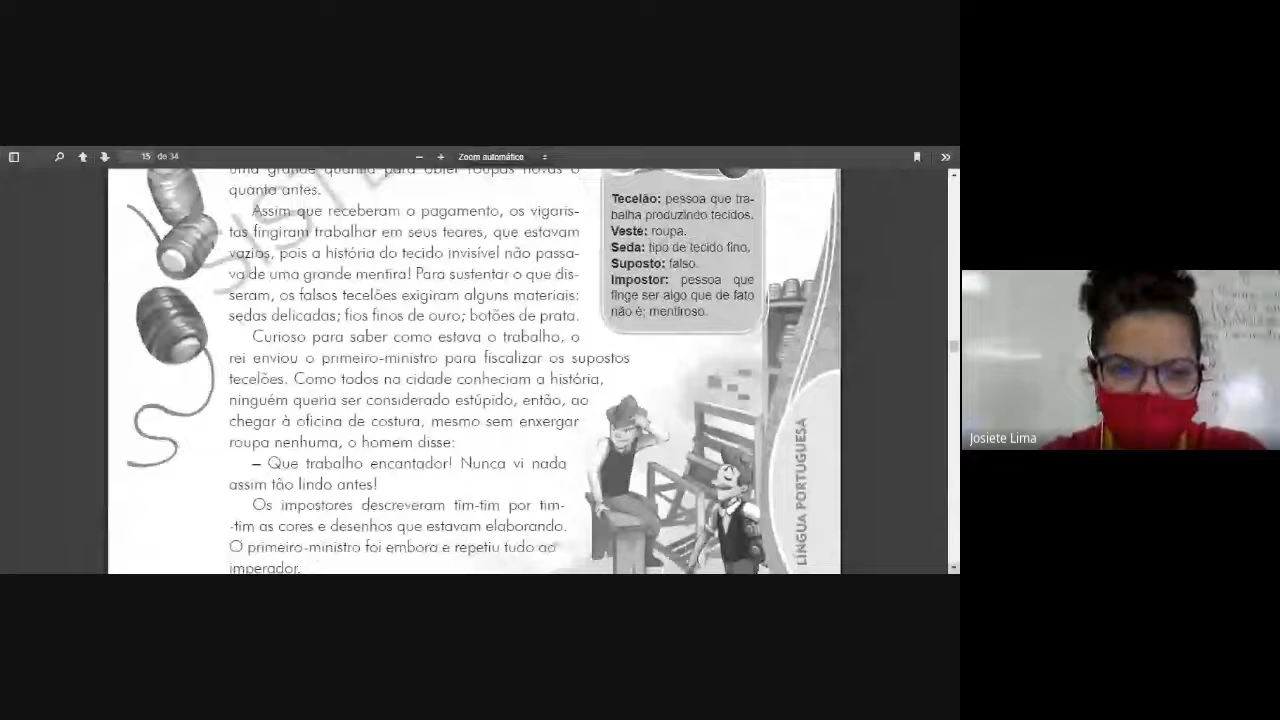 15 de 34
Zoom automático
uma grande quantia para obter roupas novas o
quanto antes.
Assim que receberam o pagamento, os vigaris-
tas fingiram trabalhar em seus teares, que estavam
vazios, pois a história do tecido invisível não passa-
va de uma grande mentira! Para sustentar o que dis-
seram, os falsos tecelões exigiram alguns materiais:
sedas delicadas; fios finos de ouro; botões de prata.
Curioso para saber como estava o trabalho, o
rei enviou o primeiro-ministro para fiscalizar os supostos
tecelões. Como todos na cidade conheciam a história,
ninguém queria ser considerado estúpido, então, ao
chegar à oficina de costura, mesmo sem enxergar
roupa nenhuma, o homem disse:
– Que trabalho encantador! Nunca vi nada
assim tão lindo antes!
Os impostores descreveram tim-tim por tim-
-tim as cores e desenhos que estavam elaborando.
O primeiro-ministro foi embora e repetiu tudo ao
imperador.
SISTE
Tecelão: pessoa que tra-
balha produzindo tecidos.
Veste: roupa.
Seda: tipo de tecido fino.
Suposto: falso.
Impostor: pessoa que
finge ser algo que de fato
não é; mentiroso.
LÍNGUA PORTUGUESA
Josiete Lima